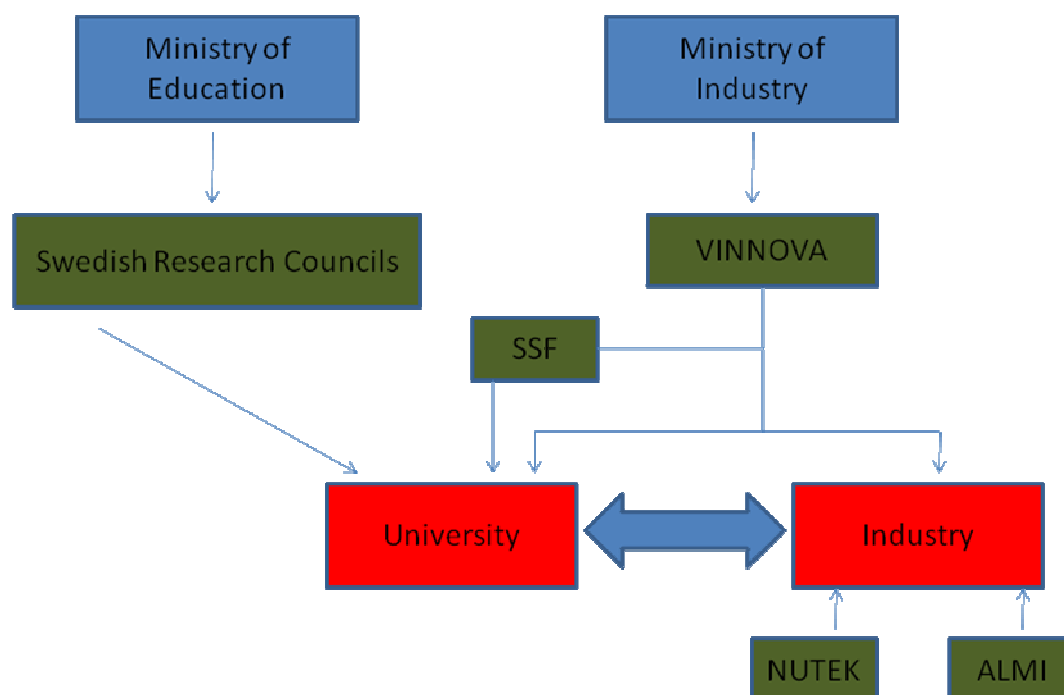 Ministry of
Education
Ministry of
Industry
Swedish Research Councils
VINNOVA
SSF
University
Industry
NUTEK
ALMI